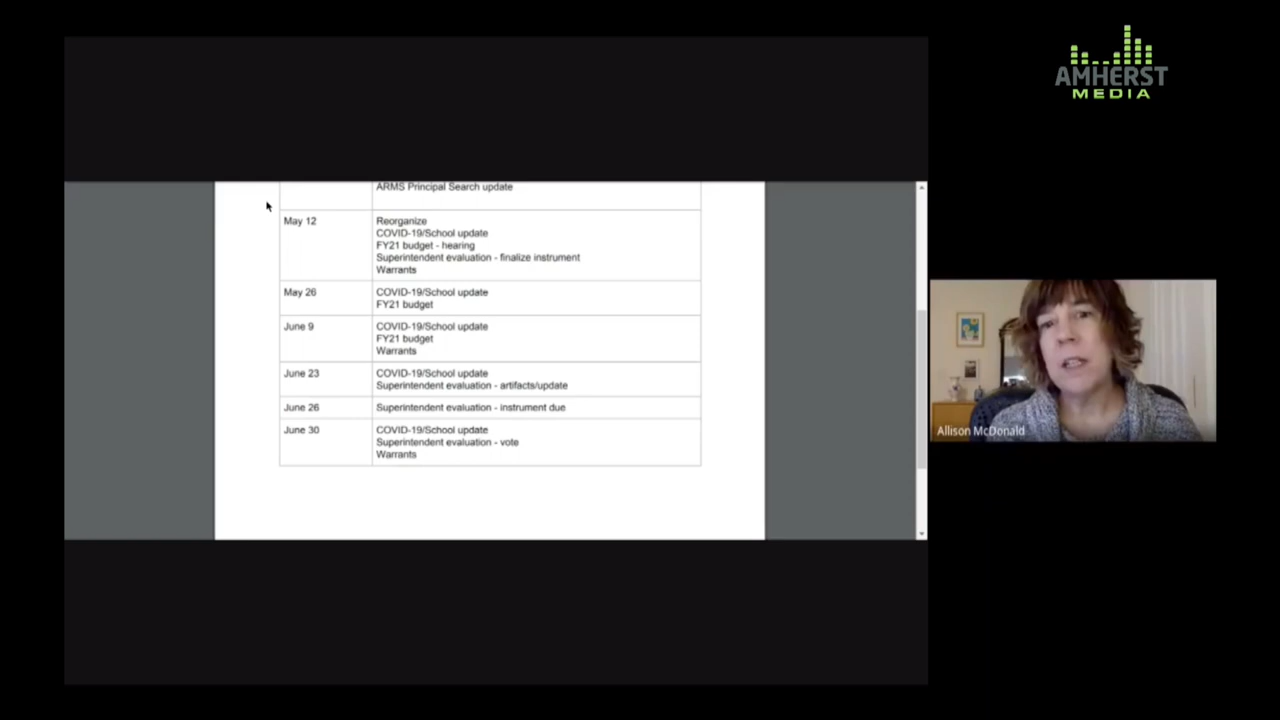 AMHERST
MEDIA
ARMS Principal Search update
May 12
Reorganize
COVID-19/School update
FY21 budget - hearing
Superintendent evaluation - finalize instrument
Warrants
May 26
COVID-19/School update
FY21 budget
June 9
COVID-19/School update
FY21 budget
Warrants
June 23
COVID-19/School update
Superintendent evaluation - artifacts/update
June 26
Superintendent evaluation - instrument due
June 30
COVID-19/School update
Superintendent evaluation - vote
Warrants
Allison McDonald